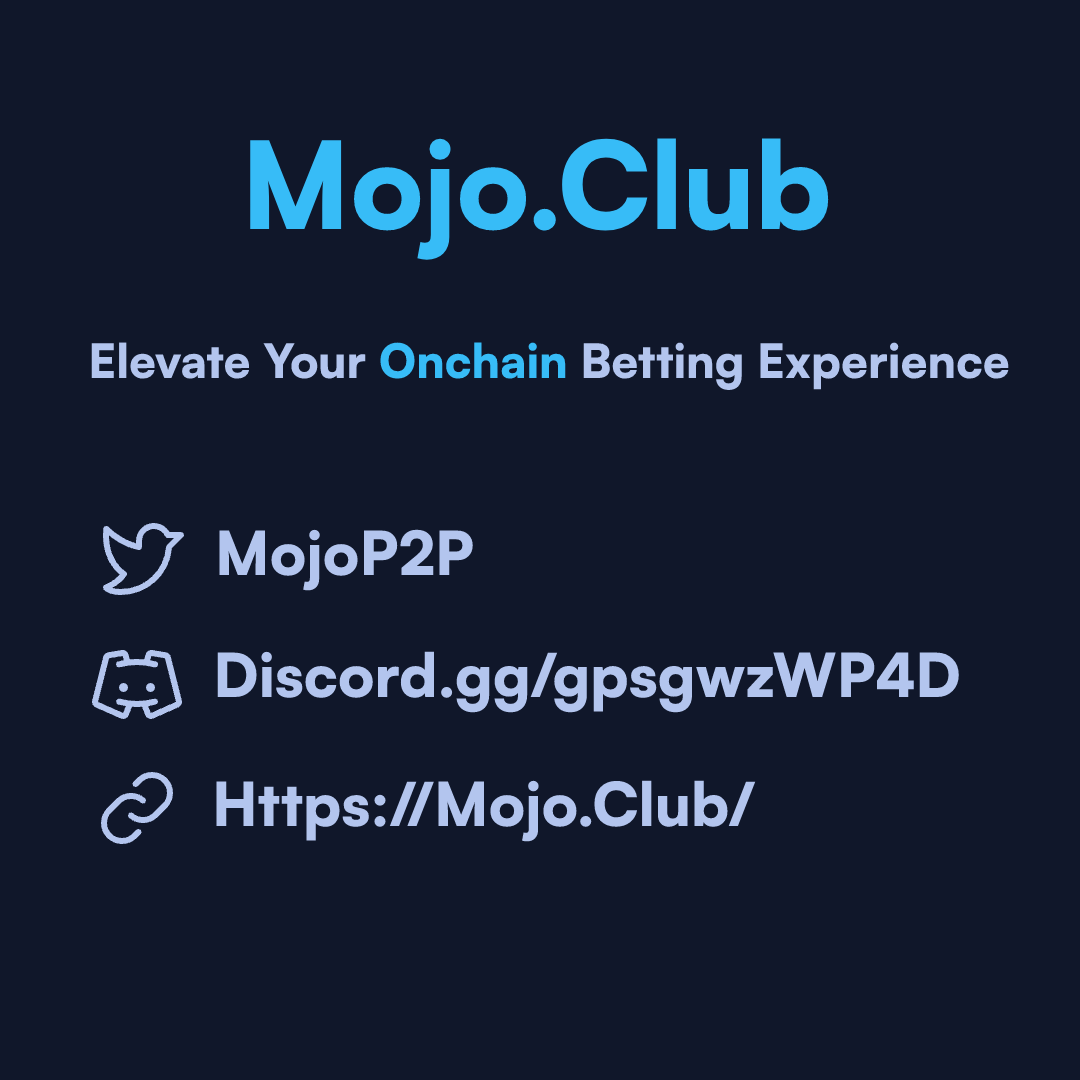 Mojo.Club
Elevate Your Onchain Betting Experience
MojoP2P
Discord.gg/gpsgwzWP4D
Https://Mojo.Club/